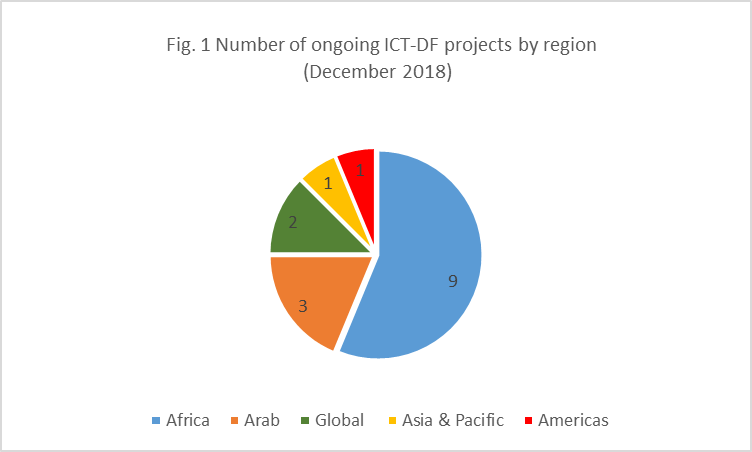 Fig. 1 Number of ongoing ICT-DF projects by region
(December 2018)
1
1
2
9
3
Africa Arab Global Asia & Pacific Americas